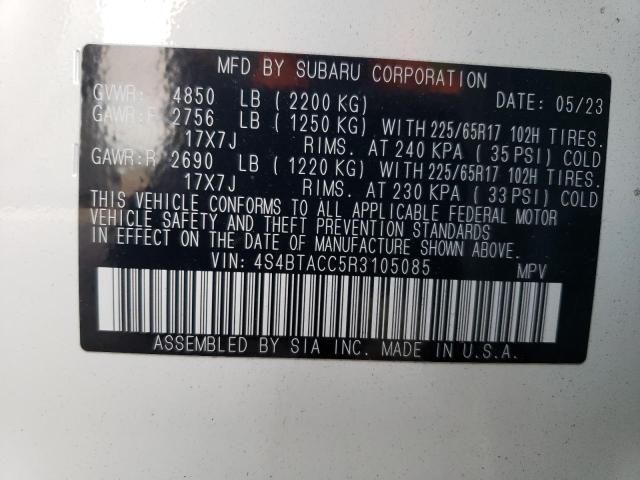 MFD BY SUBARU CORPORATION
GVWR: 4850 LB (2200 KG) DATE: 05/23
GAWR:F 2756 LB (1250 KG) WITH 225/65R17 102H TIRES.
17X7J RIMS. AT 240 KPA (35 PSI) COLD
GAWR:R 2690 LB (1220 KG) WITH 225/65R17 102H TIRES.
17X7J RIMS. AT 230 KPA (33 PSI) COLD
THIS VEHICLE CONFORMS TO ALL APPLICABLE FEDERAL MOTOR
VEHICLE SAFETY AND THEFT PREVENTION STANDARDS
IN EFFECT ON THE DATE OF MANUFACTURE SHOWN ABOVE.
VIN: 4S4BTACC5R3105085 MPV
ASSEMBLED BY SIA INC. MADE IN U.S.A.